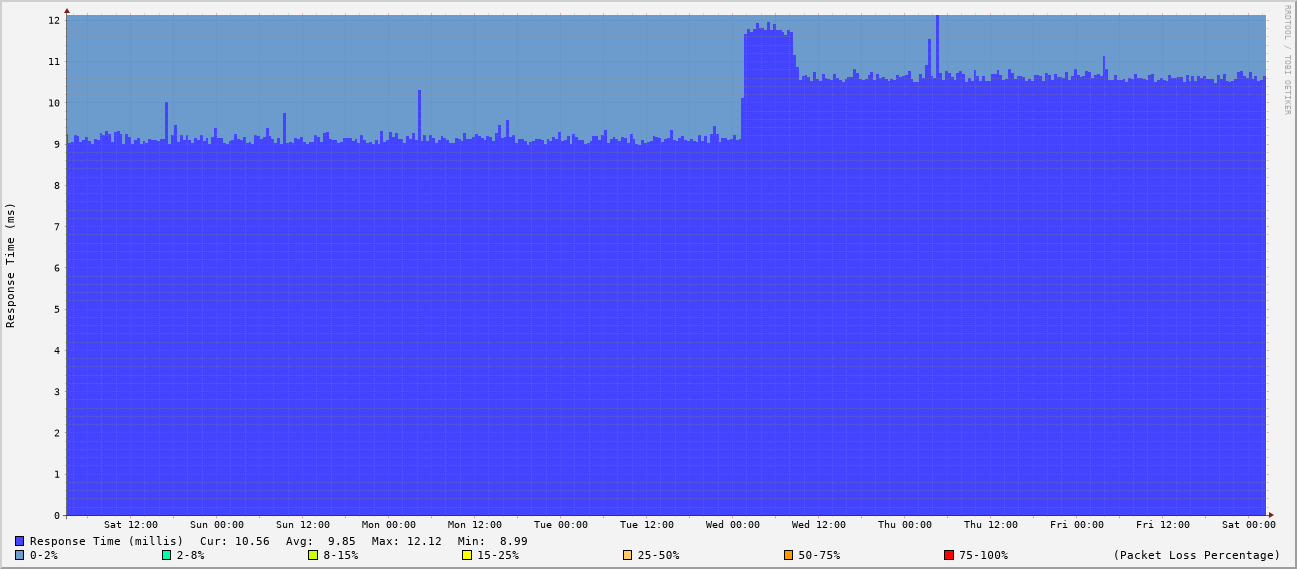 RRDTOOL / TOBI OETIKER
Response Time (ms)
12
11
10
9
8
7
6
5
4
3
2
1
0
Sat 12:00 Sun 00:00 Sun 12:00 Mon 00:00 Mon 12:00 Tue 00:00 Tue 12:00 Wed 00:00 Wed 12:00 Thu 00:00 Thu 12:00 Fri 00:00 Fri 12:00 Sat 00:00
Response Time (millis) Cur: 10.56 Avg: 9.85 Max: 12.12 Min: 8.99
0-2% 2-8% 8-15% 15-25% 25-50% 50-75% 75-100% (Packet Loss Percentage)